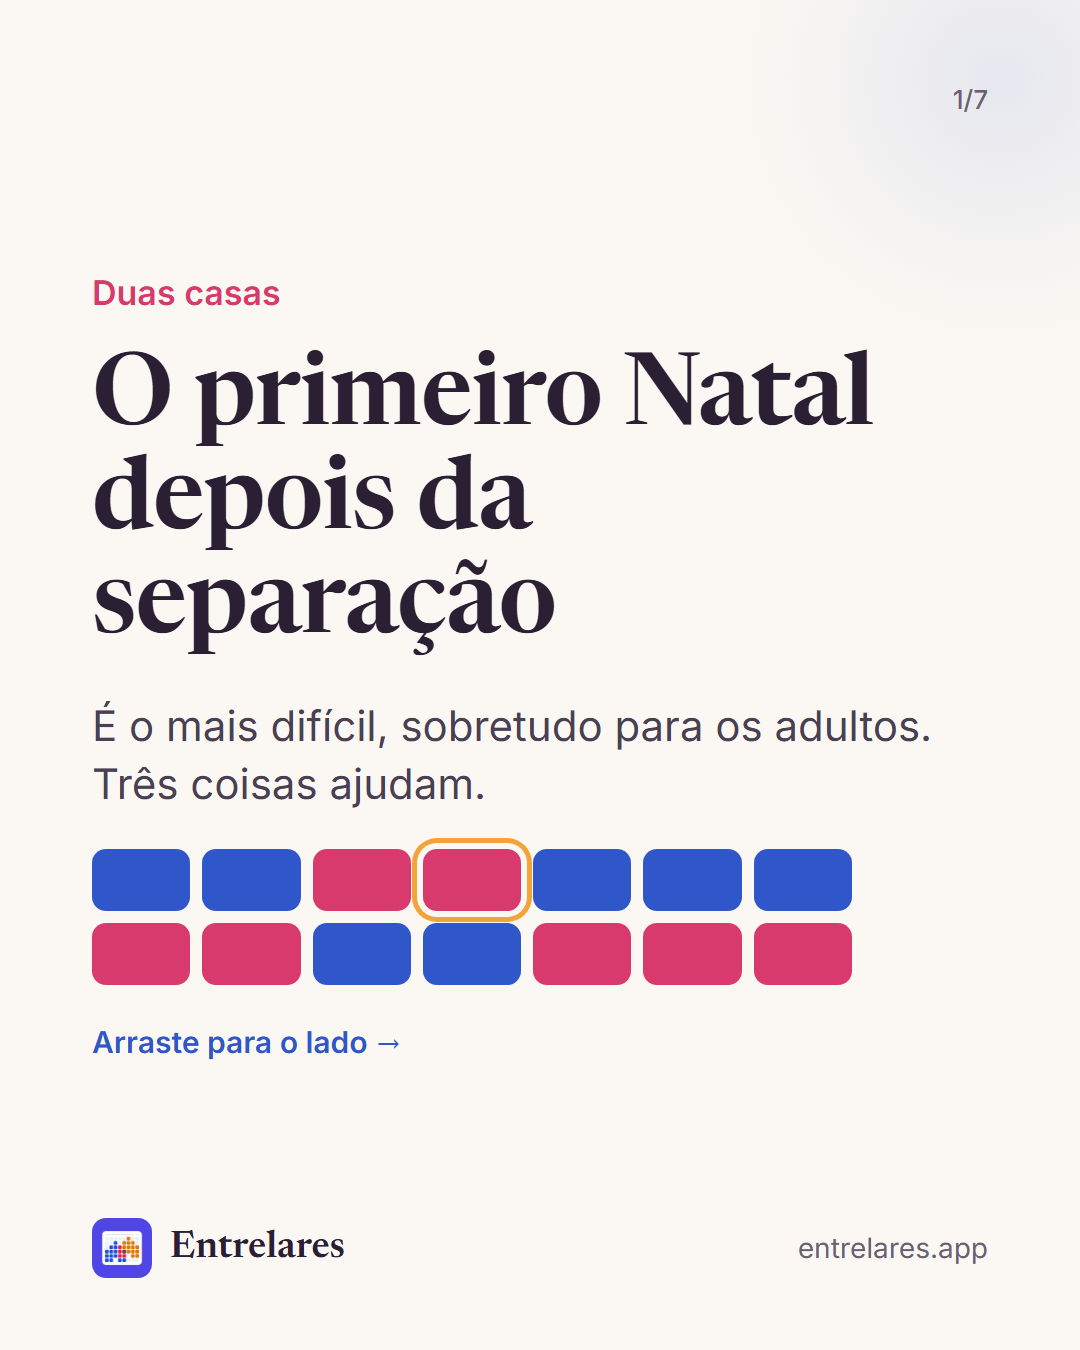 1/7
Duas casas
O primeiro Natal
depois da
separação
É o mais difícil, sobretudo para os adultos.
Três coisas ajudam.
Arraste para o lado →
Entrelares
entrelares.app